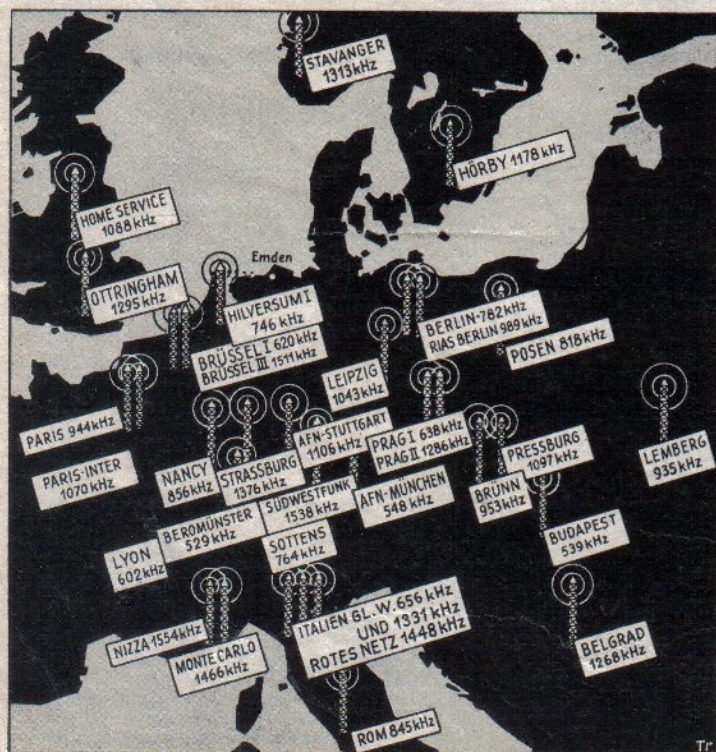 STAVANGER
1313 kHz
HÖRBY 1178 kHz
HOME SERVICE
1088 kHz
OTTRINGHAM
1295 kHz
Emden
HILVERSUM I
746 kHz
BRÜSSEL I 620 kHz
BRÜSSEL III 1511 kHz
BERLIN-782 kHz
RIAS BERLIN 989 kHz
POSEN 818 kHz
LEIPZIG
1043 kHz
PARIS 944 kHz
PARIS-INTER
1070 kHz
NANCY
856 kHz
STRASSBURG
1376 kHz
AFN-STUTTGART
1106 kHz
PRAG I 638 kHz
PRAG II 1286 kHz
PRESSBURG
1097 kHz
LEMBERG
935 kHz
SÜDWESTFUNK
1538 kHz
AFN-MÜNCHEN
548 kHz
BRÜNN
953 kHz
BUDAPEST
539 kHz
BEROMÜNSTER
529 kHz
SOTTENS
764 kHz
LYON
602 kHz
NIZZA 1554 kHz
MONTE CARLO
1466 kHz
ITALIEN GL. W. 656 kHz
UND 1331 kHz
ROTES NETZ 1448 kHz
BELGRAD
1268 kHz
ROM 845 kHz
Tr